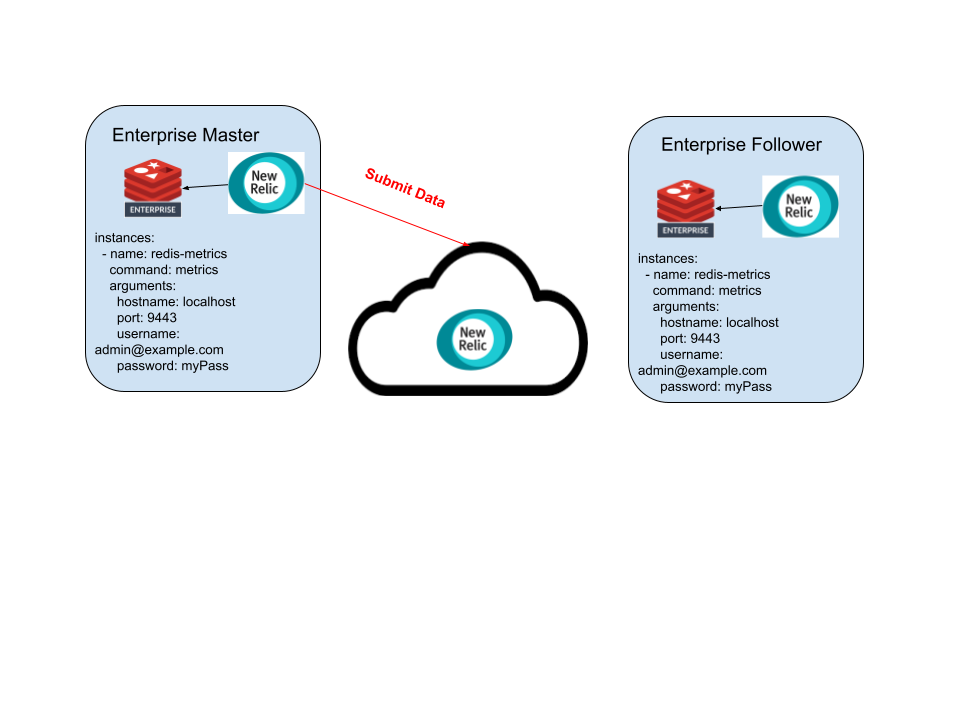 Enterprise Master
New
Relic
ENTERPRISE
instances:
  - name: redis-metrics
    command: metrics
    arguments:
      hostname: localhost
      port: 9443
      username:
admin@example.com
      password: myPass
Submit Data
New
Relic
Enterprise Follower
New
Relic
ENTERPRISE
instances:
  - name: redis-metrics
    command: metrics
    arguments:
      hostname: localhost
      port: 9443
      username:
admin@example.com
      password: myPass